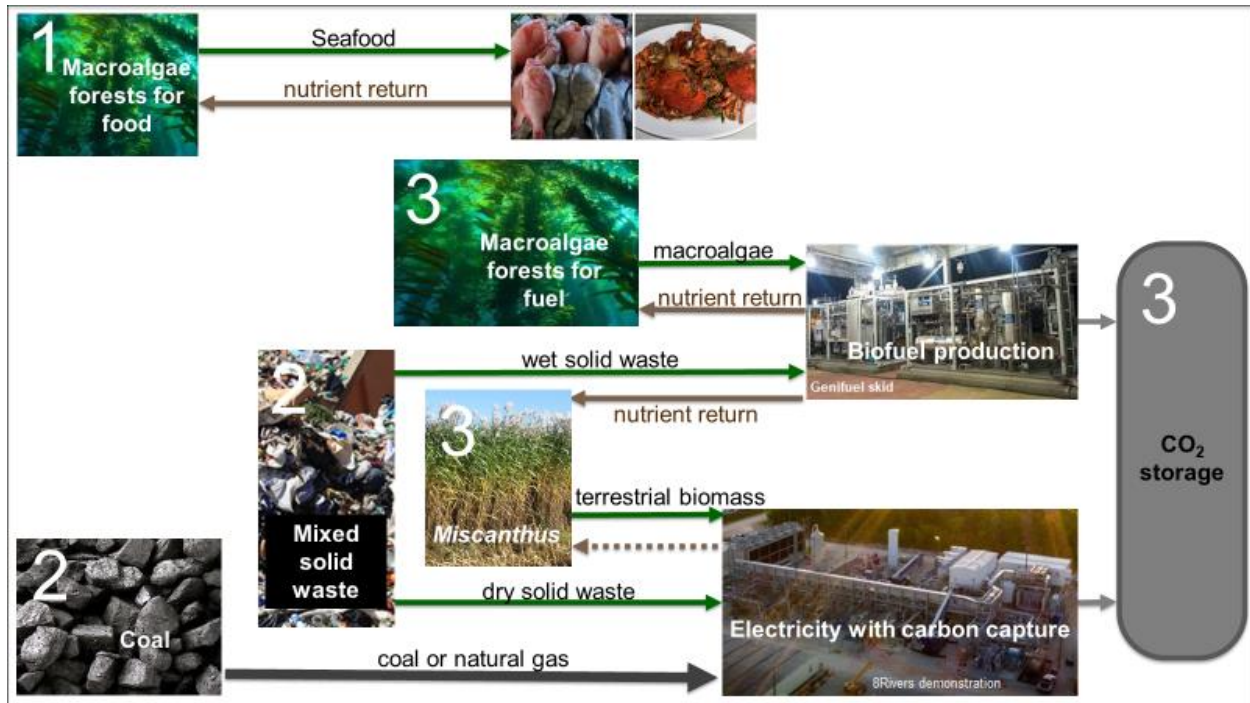 1
Macroalgae
forests for
food
Seafood
nutrient return
3
Macroalgae
forests for
fuel
macroalgae
nutrient return
Biofuel production
Genifuel skid
3
CO₂
storage
2
Mixed
solid
waste
wet solid waste
nutrient return
3
Miscanthus
terrestrial biomass
dry solid waste
2
Coal
coal or natural gas
Electricity with carbon capture
8Rivers demonstration